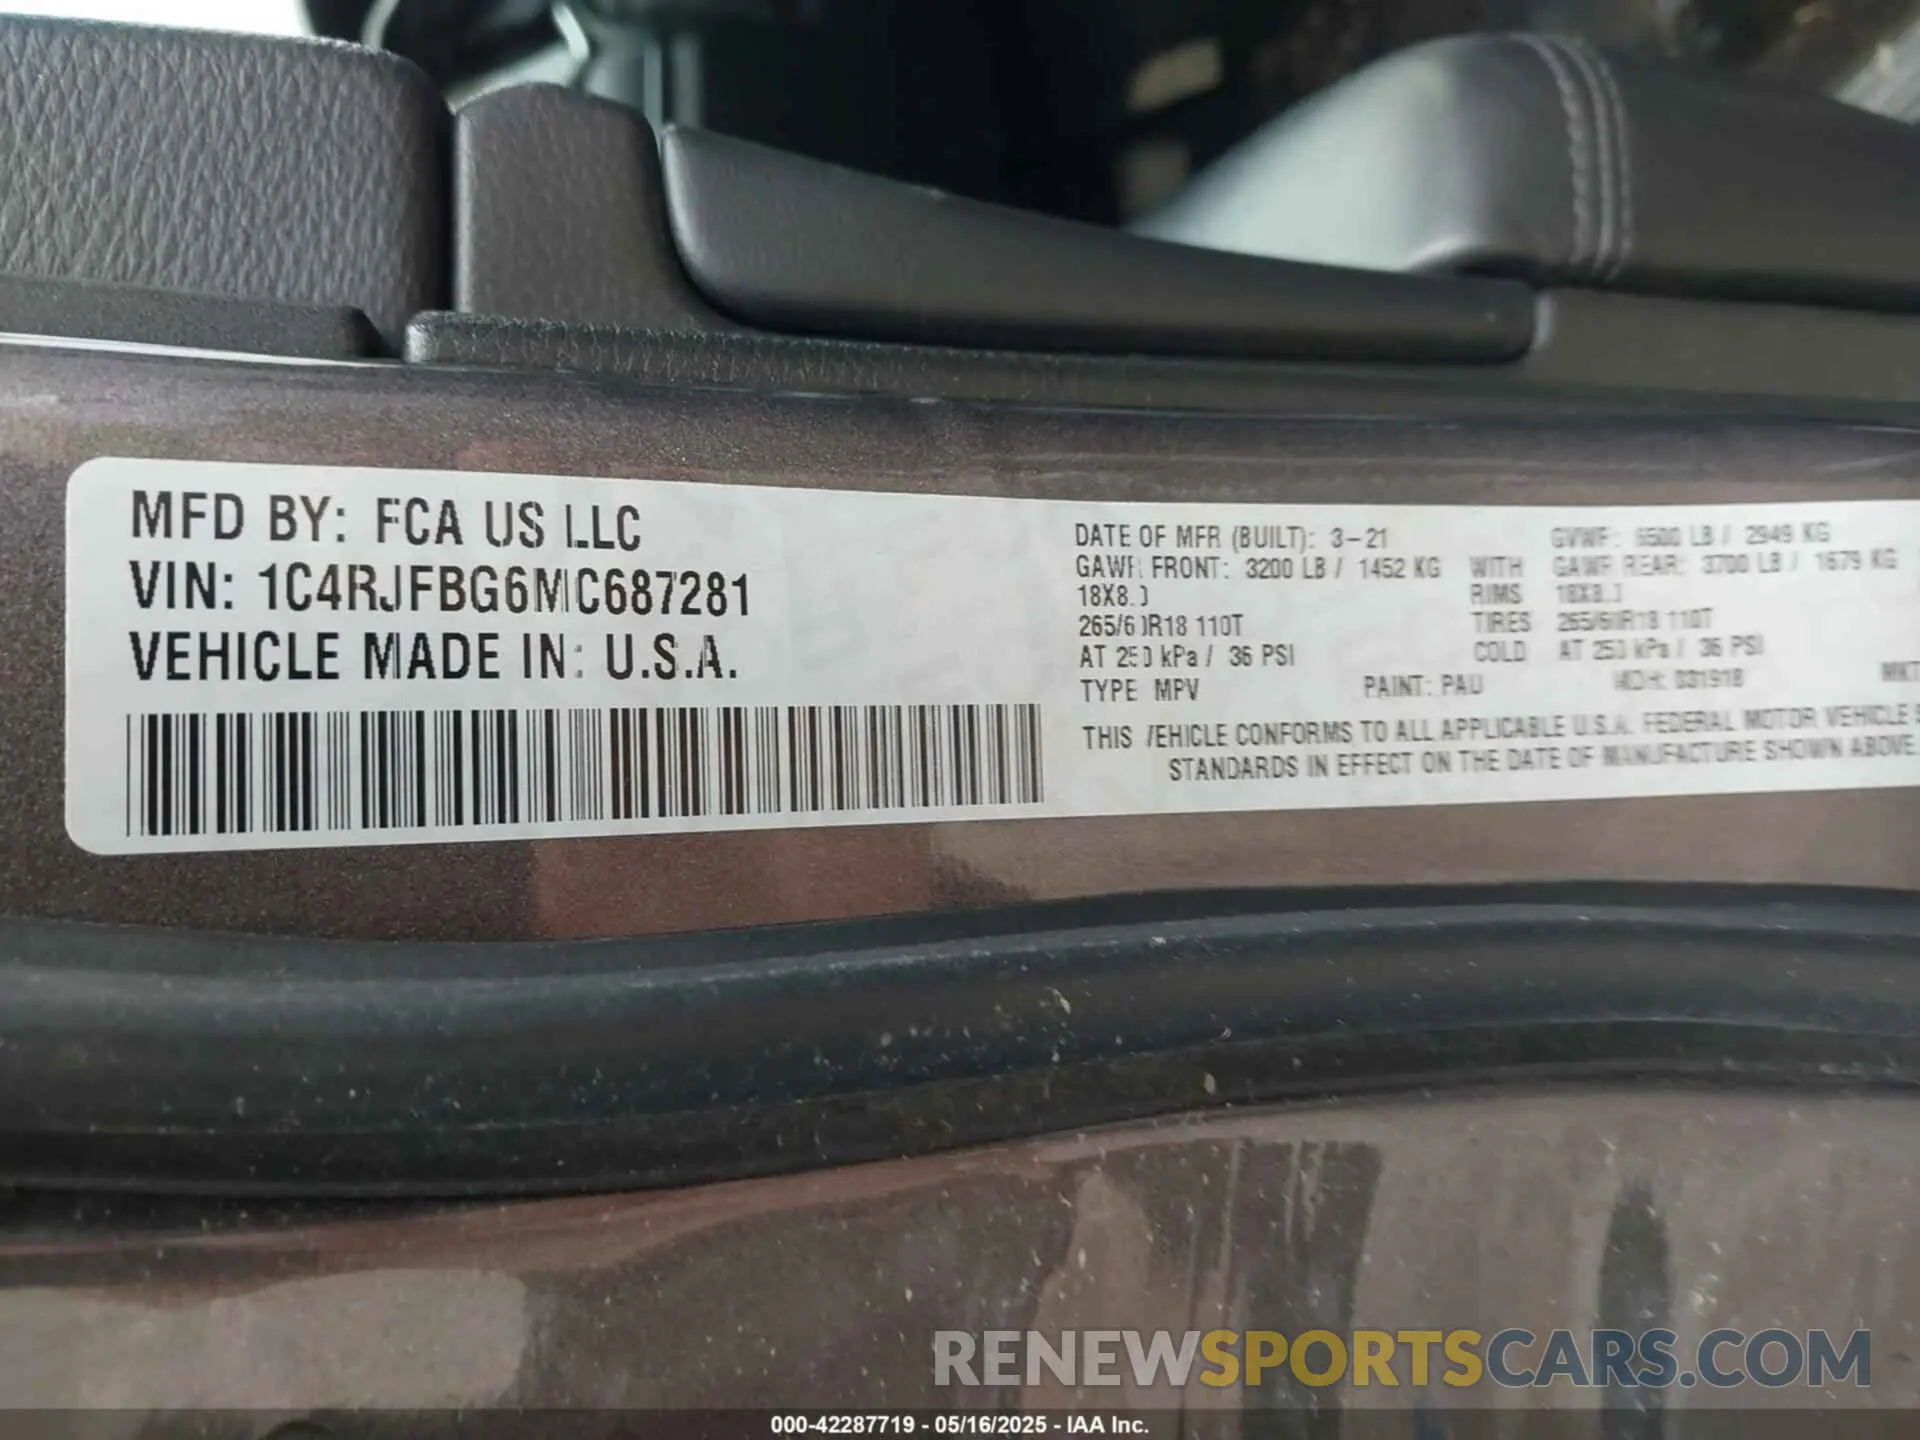 MFD BY: FCA US LLC
VIN: 1C4RJFBG6MC687281
VEHICLE MADE IN: U.S.A.
DATE OF MFR (BUILT): 3-21 GVWR: 6500 LB / 2949 KG
GAWR FRONT: 3200 LB / 1452 KG WITH GAWR REAR: 3700 LB / 1679 KG
18X8.0 RIMS 18X8.0
265/60R18 110T TIRES 265/60R18 110T
AT 250 kPa / 36 PSI COLD AT 250 kPa / 36 PSI
TYPE MPV PAINT: PAU MDH: 031918 MKT
THIS VEHICLE CONFORMS TO ALL APPLICABLE U.S.A. FEDERAL MOTOR VEHICLE S
STANDARDS IN EFFECT ON THE DATE OF MANUFACTURE SHOWN ABOVE.
RENEWSPORTSCARS.COM
000-42287719 - 05/16/2025 - IAA Inc.